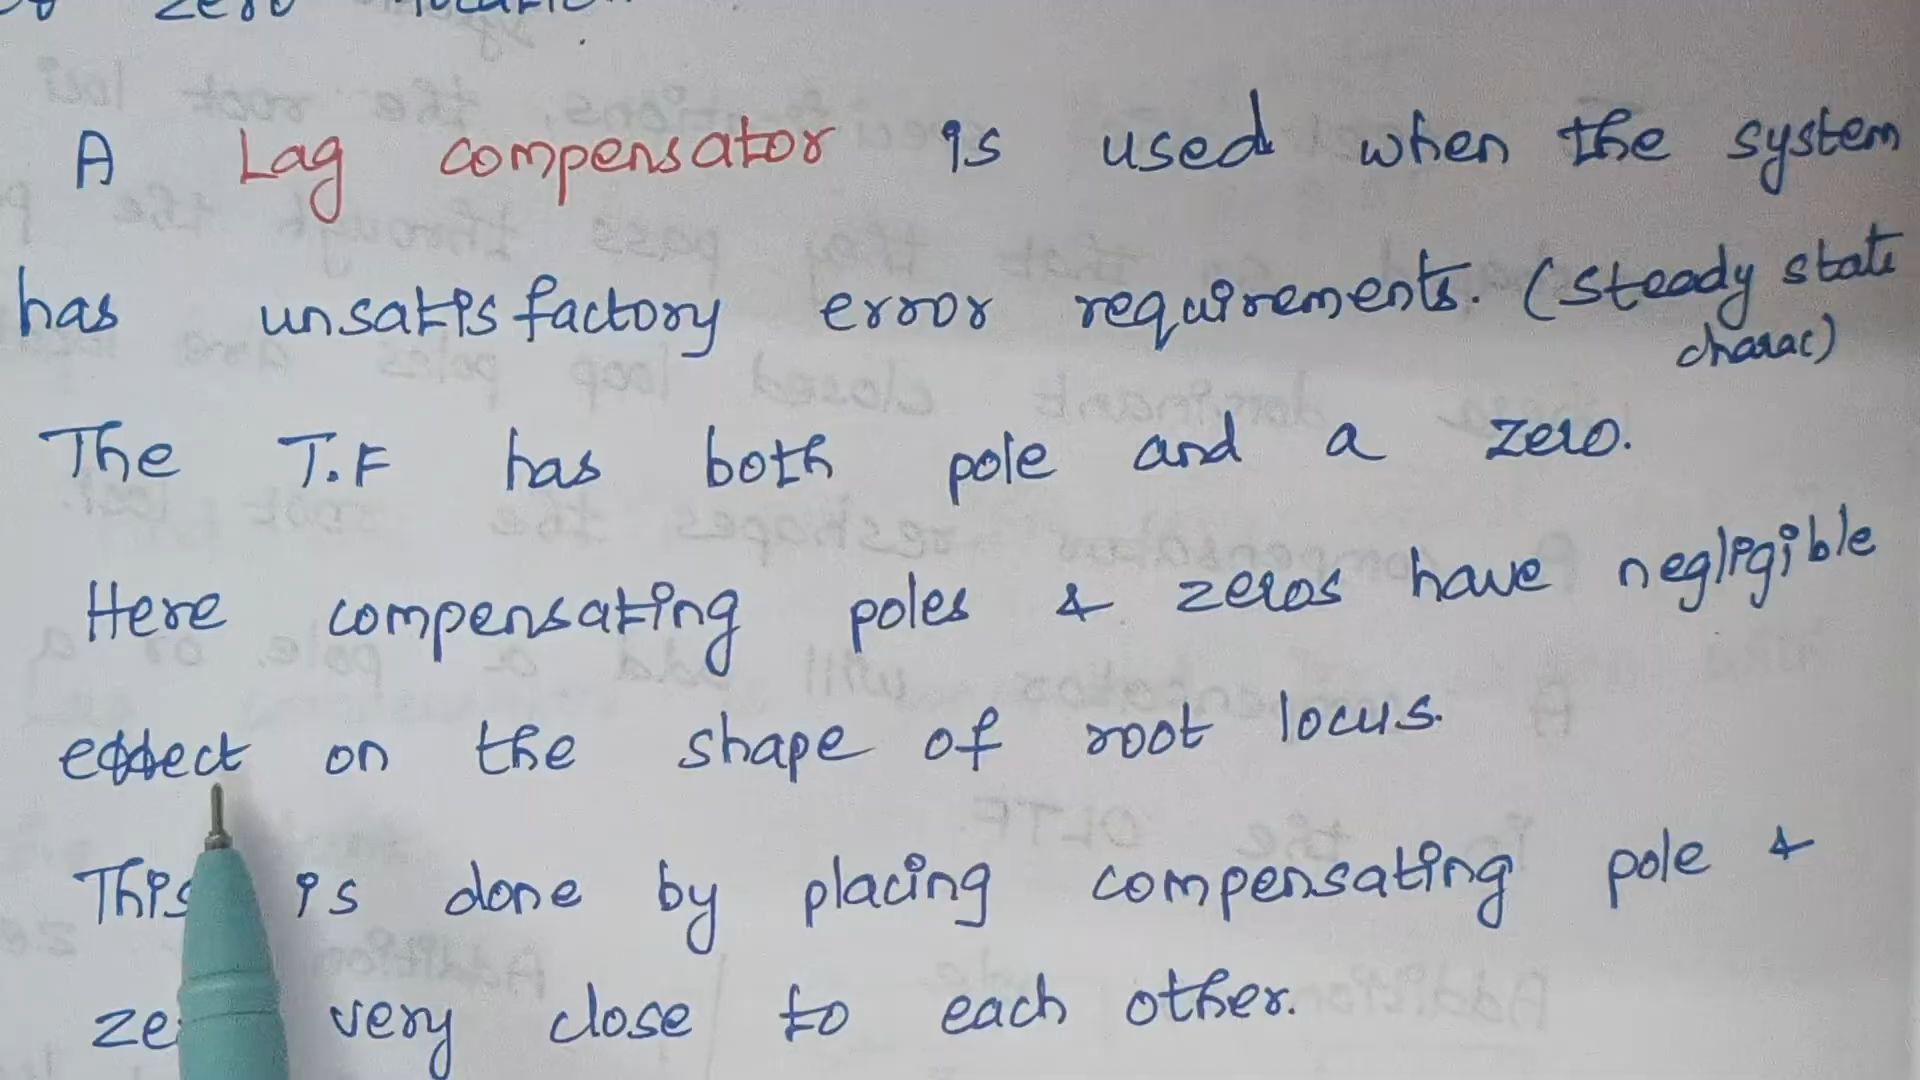 A Lag compensator is used when the system
has unsatisfactory error requirements. (steady state
charac)
The T.F has both pole and a zero.
Here compensating poles & zeros have negligible
effect on the shape of root locus.
This is done by placing compensating pole &
very close to each other.